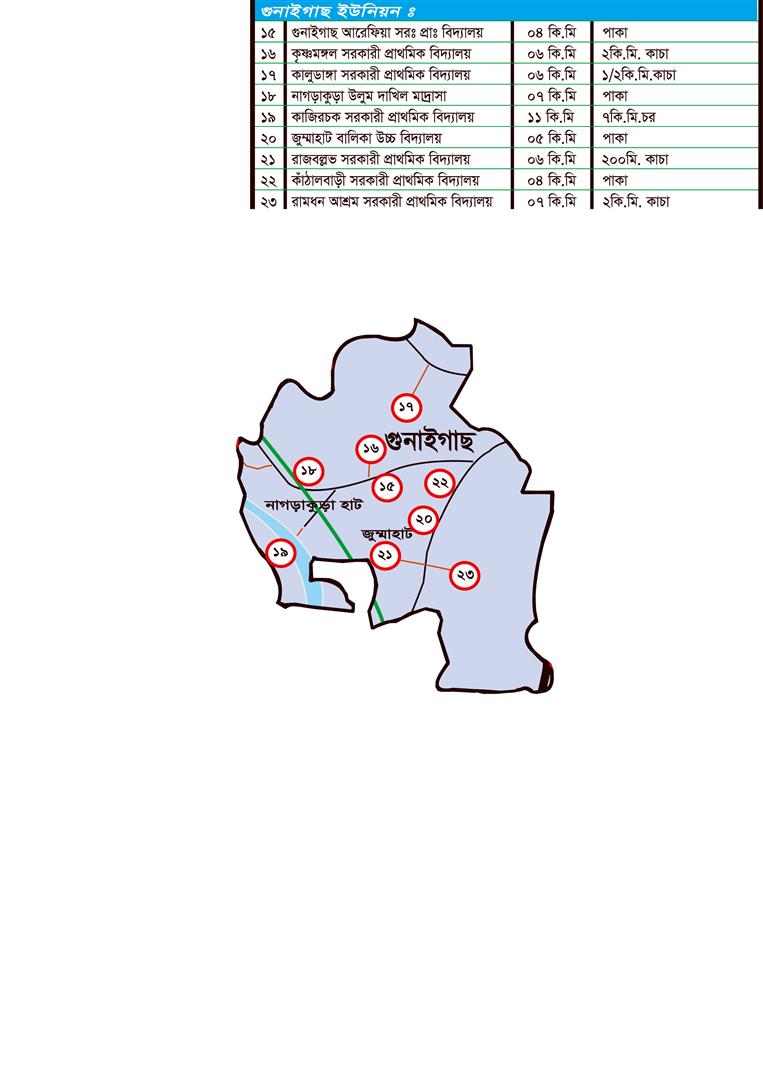 গুনাইগাছ ইউনিয়ন ঃ
১৫ গুনাইগাছ আরেফিয়া সরঃ প্রাঃ বিদ্যালয় ০৪ কি.মি পাকা
১৬ কৃষ্ণমঙ্গল সরকারী প্রাথমিক বিদ্যালয় ০৬ কি.মি ২কি.মি. কাচা
১৭ কালুডাঙ্গা সরকারী প্রাথমিক বিদ্যালয় ০৬ কি.মি ১/২কি.মি.কাচা
১৮ নাগড়াকুড়া উলুম দাখিল মাদ্রাসা ০৭ কি.মি পাকা
১৯ কাজিরচক সরকারী প্রাথমিক বিদ্যালয় ১১ কি.মি ৭কি.মি.চর
২০ জুম্মাহাট বালিকা উচ্চ বিদ্যালয় ০৫ কি.মি পাকা
২১ রাজবল্লভ সরকারী প্রাথমিক বিদ্যালয় ০৬ কি.মি ২০০মি. কাচা
২২ কাঁঠালবাড়ী সরকারী প্রাথমিক বিদ্যালয় ০৪ কি.মি পাকা
২৩ রামধন আশ্রম সরকারী প্রাথমিক বিদ্যালয় ০৭ কি.মি ২কি.মি. কাচা
১৭
১৬ গুনাইগাছ
১৮
১৫ ২২
নাগড়াকুড়া হাট
২০
জুম্মাহাট
১৯ ২১
২৩